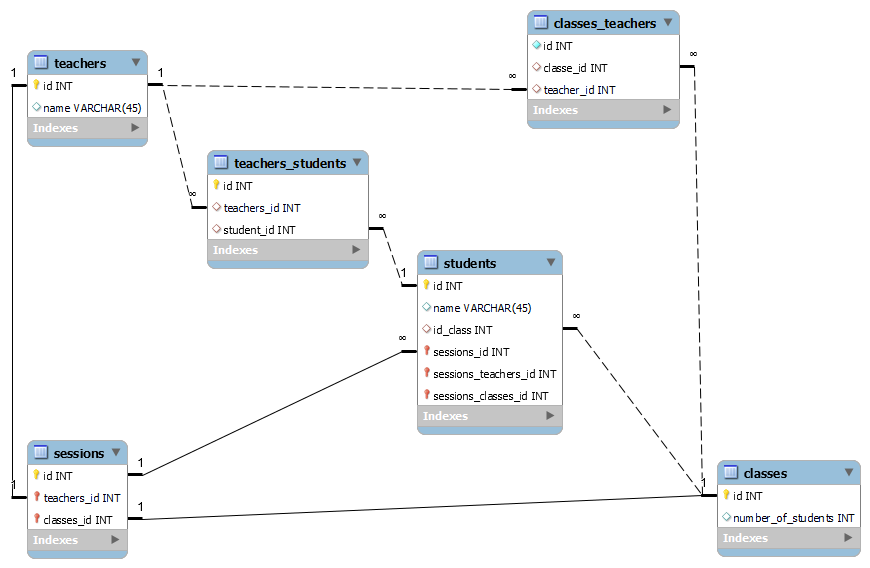 classes_teachers
id INT
classe_id INT
teacher_id INT
Indexes
∞
∞
teachers
id INT
name VARCHAR(45)
Indexes
1
1
teachers_students
id INT
teachers_id INT
student_id INT
Indexes
∞
∞
students
id INT
name VARCHAR(45)
id_class INT
sessions_id INT
sessions_teachers_id INT
sessions_classes_id INT
Indexes
1
∞
∞
sessions
id INT
teachers_id INT
classes_id INT
Indexes
1
1
1
classes
id INT
number_of_students INT
Indexes
1